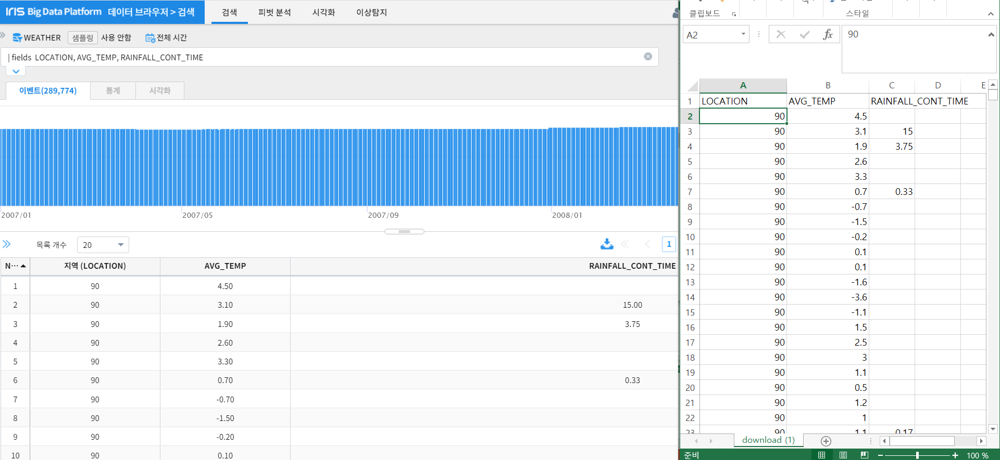 IRIS Big Data Platform 데이터 브라우저 > 검색
검색 피벗 분석 시각화 이상탐지
WEATHER 샘플링 사용 안함 전체 시간
| fields LOCATION, AVG_TEMP, RAINFALL_CONT_TIME
이벤트(289,774) 통계 시각화
2007/01 2007/05 2007/09 2008/01
목록 개수 20 1
N··· 지역 (LOCATION) AVG_TEMP RAINFALL_CONT_TIME
1 90 4.50
2 90 3.10 15.00
3 90 1.90 3.75
4 90 2.60
5 90 3.30
6 90 0.70 0.33
7 90 -0.70
8 90 -1.50
9 90 -0.20
10 90 0.10
클립보드 스타일
A2 fx 90
A B C D E
1 LOCATION AVG_TEMP RAINFALL_CONT_TIME
2 90 4.5
3 90 3.1 15
4 90 1.9 3.75
5 90 2.6
6 90 3.3
7 90 0.7 0.33
8 90 -0.7
9 90 -1.5
10 90 -0.2
11 90 0.1
12 90 0.1
13 90 -1.6
14 90 -3.6
15 90 -1.1
16 90 1.5
17 90 2.5
18 90 3
19 90 1.1
20 90 0.5
21 90 1.2
22 90 1
23 90 1.1 0.17
download (1)
준비 100 %